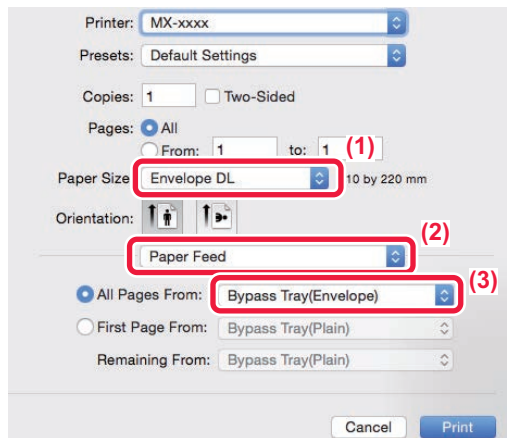 Printer: MX-xxxx
Presets: Default Settings
Copies: 1 Two-Sided
Pages: All
From: 1 to: 1 (1)
Paper Size Envelope DL 10 by 220 mm
Orientation:
(2)
Paper Feed
(3)
All Pages From: Bypass Tray(Envelope)
First Page From: Bypass Tray(Plain)
Remaining From: Bypass Tray(Plain)
Cancel Print